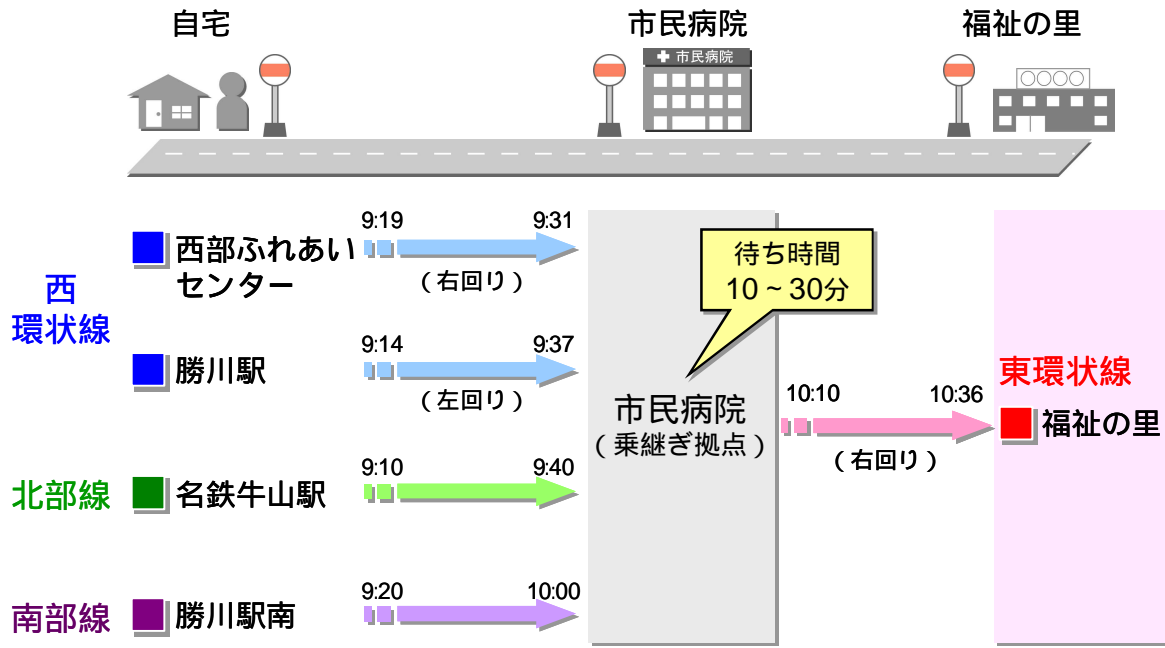 自宅
市民病院
福祉の里
市民病院
西
環状線
西部ふれあい
センター
9:19
9:31
（右回り）
勝川駅
9:14
9:37
（左回り）
北部線
名鉄牛山駅
9:10
9:40
南部線
勝川駅南
9:20
10:00
待ち時間
10～30分
市民病院
（乗継ぎ拠点）
10:10
10:36
（右回り）
東環状線
福祉の里